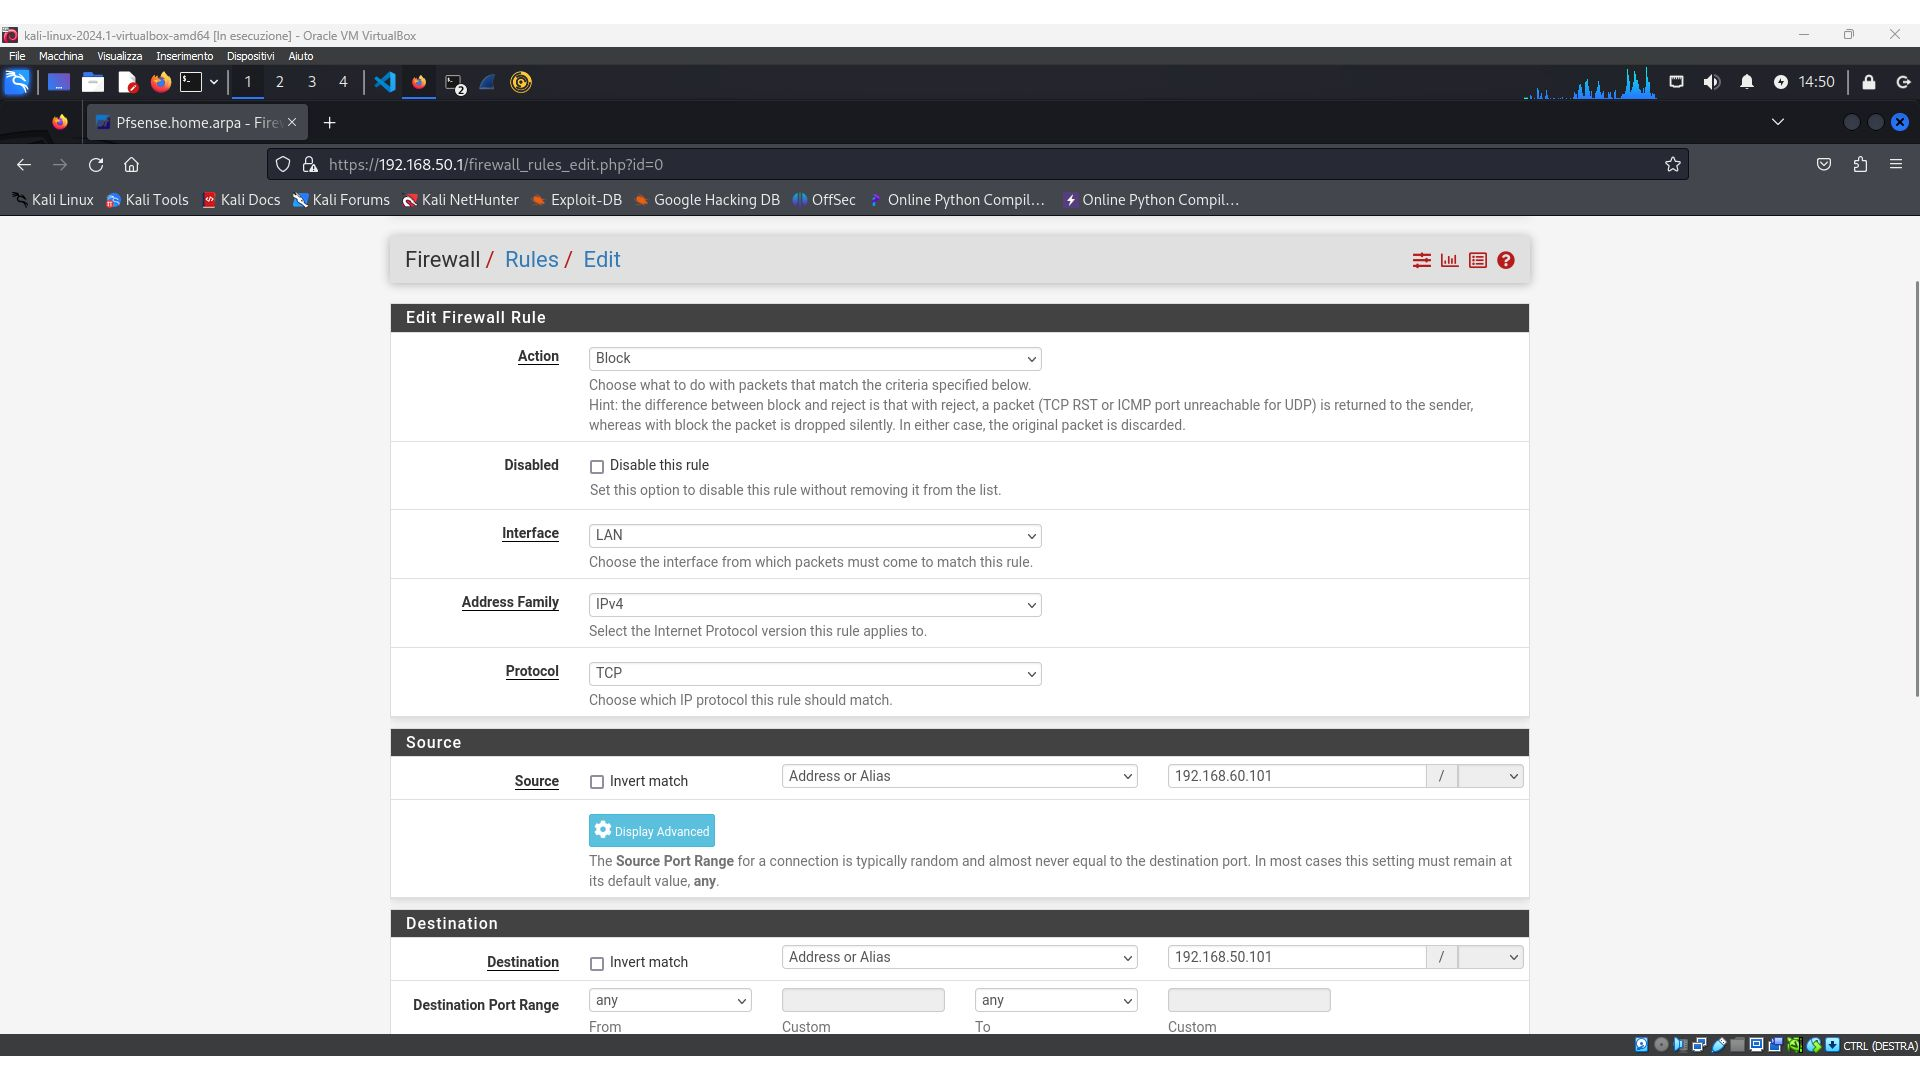 kali-linux-2024.1-virtualbox-amd64 [In esecuzione] - Oracle VM VirtualBox
File Macchina Visualizza Inserimento Dispositivi Aiuto
1 2 3 4 2 14:50
Pfsense.home.arpa - Fire
https://192.168.50.1/firewall_rules_edit.php?id=0
Kali Linux Kali Tools Kali Docs Kali Forums Kali NetHunter Exploit-DB Google Hacking DB OffSec Online Python Compil… Online Python Compil…
Firewall / Rules / Edit
Edit Firewall Rule
Action Block
Choose what to do with packets that match the criteria specified below.
Hint: the difference between block and reject is that with reject, a packet (TCP RST or ICMP port unreachable for UDP) is returned to the sender,
whereas with block the packet is dropped silently. In either case, the original packet is discarded.
Disabled Disable this rule
Set this option to disable this rule without removing it from the list.
Interface LAN
Choose the interface from which packets must come to match this rule.
Address Family IPv4
Select the Internet Protocol version this rule applies to.
Protocol TCP
Choose which IP protocol this rule should match.
Source
Source Invert match Address or Alias 192.168.60.101 /
Display Advanced
The Source Port Range for a connection is typically random and almost never equal to the destination port. In most cases this setting must remain at
its default value, any.
Destination
Destination Invert match Address or Alias 192.168.50.101 /
Destination Port Range any any
From Custom To Custom
CTRL (DESTRA)